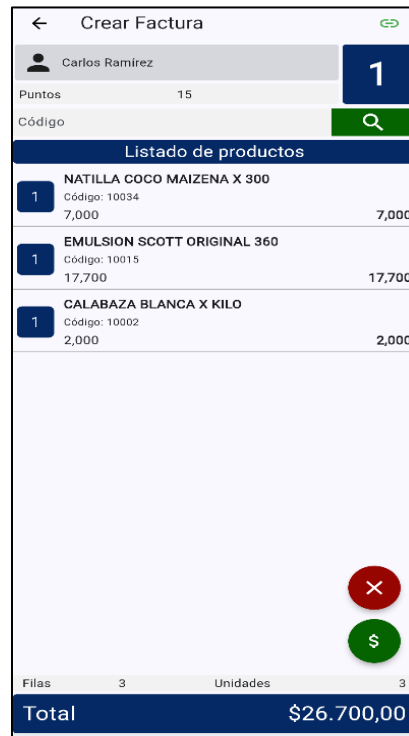 Crear Factura
Carlos Ramírez
1
Puntos 15
Código
Listado de productos
NATILLA COCO MAIZENA X 300
1 Código: 10034
7,000 7,000
EMULSION SCOTT ORIGINAL 360
1 Código: 10015
17,700 17,700
CALABAZA BLANCA X KILO
1 Código: 10002
2,000 2,000
$
Filas 3 Unidades 3
Total $26.700,00